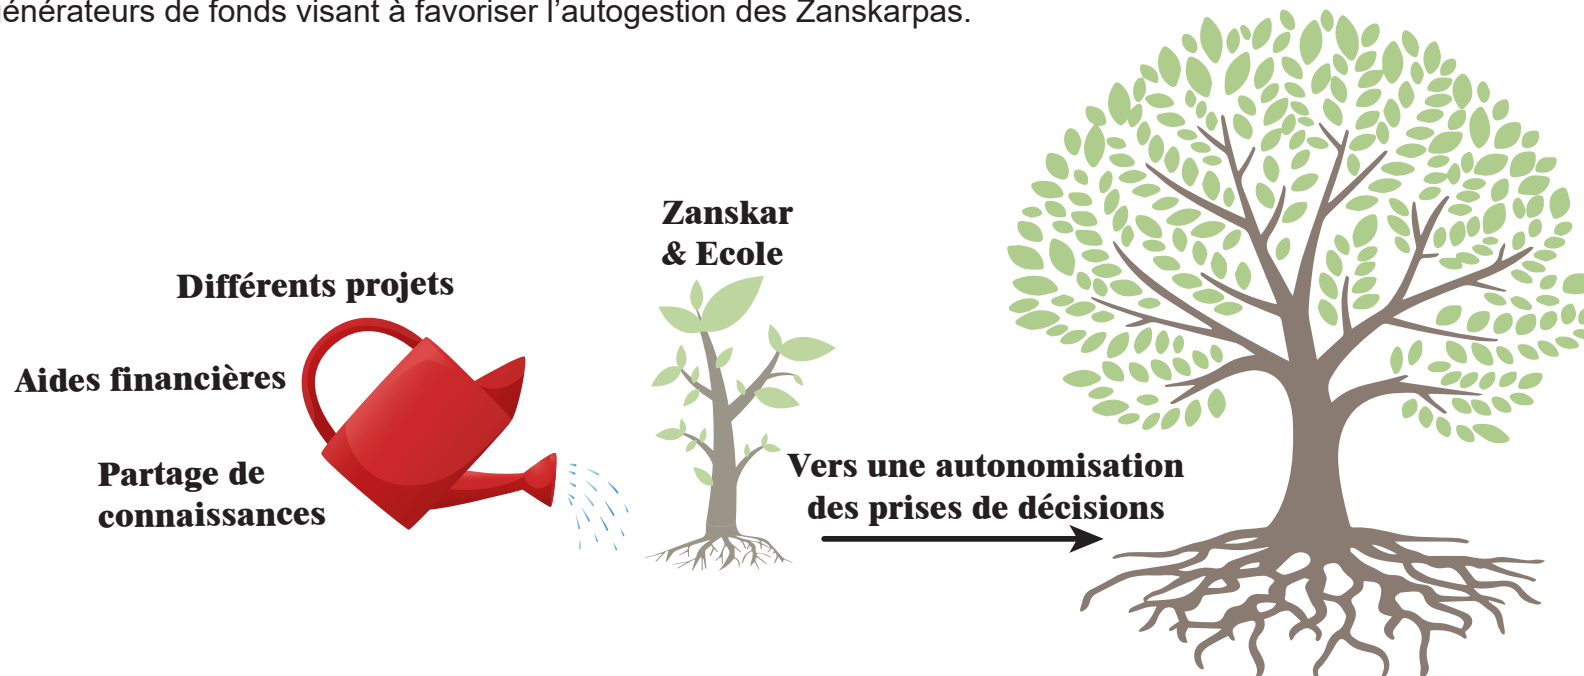 générateurs de fonds visant à favoriser l’autogestion des Zanskarpas.
Zanskar
& Ecole
Différents projets
Aides financières
Partage de
connaissances
Vers une autonomisation
des prises de décisions